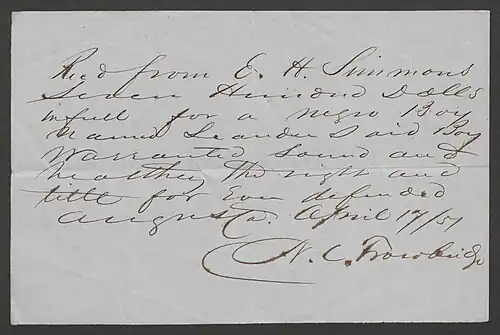 Recd from E. H. Simmons
Seven Hundred Dolls
in full for a negro Boy
Named Leander Said Boy
Warranted Sound and
healthy the right and
title for Ever defended
Augusta. April 17/57
N. C. Trowbridge